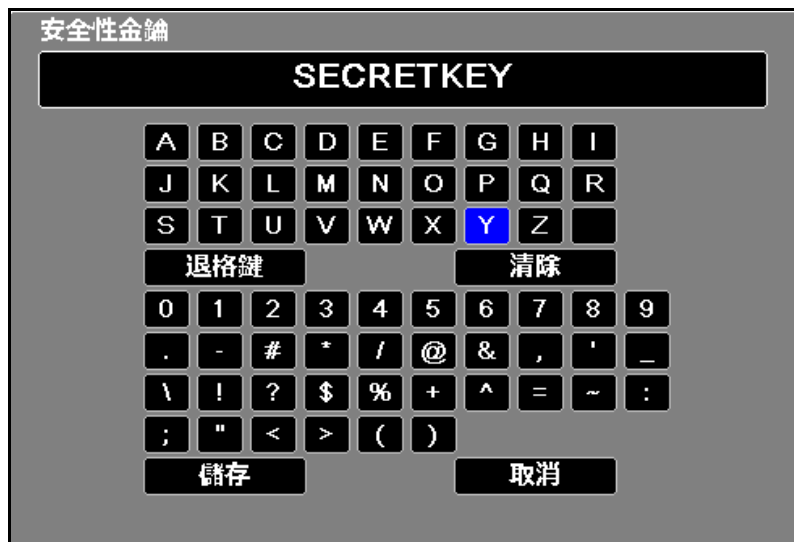 安全性金鑰
SECRETKEY
A B C D E F G H I
J K L M N O P Q R
S T U V W X Y Z
退格鍵 清除
0 1 2 3 4 5 6 7 8 9
. - # * / @ & , ' _
\ ! ? $ % + ^ = ~ :
; " < > ( )
儲存 取消